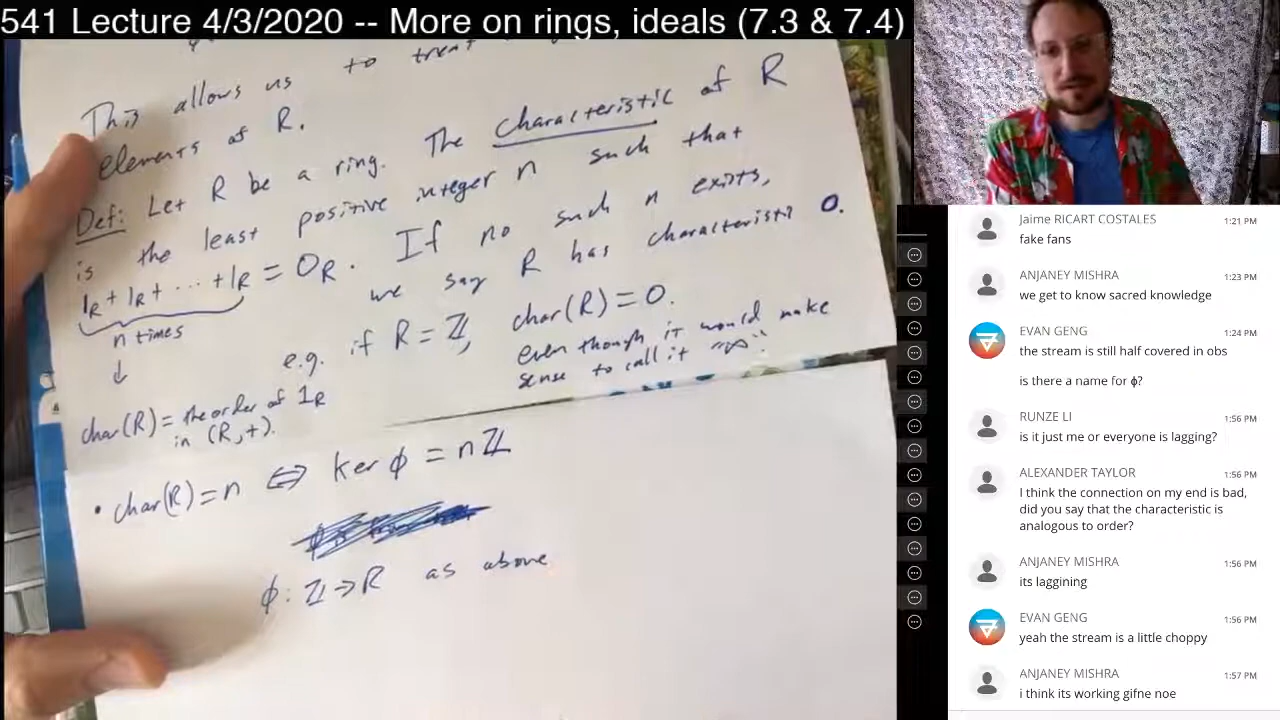 541 Lecture 4/3/2020 -- More on rings, ideals (7.3 & 7.4)
This allows us to treat
elements of R.
Def: Let R be a ring. The characteristic of R
is the least positive integer n such that
1_R + 1_R + ... + 1_R = 0_R. If no such n exists,
n times
we say R has characteristic 0.
e.g. if R = ℤ, char(R) = 0.
even though it would make
sense to call it "∞".
↓
char(R) = the order of 1_R
in (R, +).
• char(R) = n ⇔ ker φ = nℤ
φ: ℤ → R as above
Jaime RICART COSTALES 1:21 PM
fake fans
ANJANEY MISHRA 1:23 PM
we get to know sacred knowledge
EVAN GENG 1:24 PM
the stream is still half covered in obs
is there a name for φ?
RUNZE LI 1:56 PM
is it just me or everyone is lagging?
ALEXANDER TAYLOR 1:56 PM
I think the connection on my end is bad,
did you say that the characteristic is
analogous to order?
ANJANEY MISHRA 1:56 PM
its laggining
EVAN GENG 1:56 PM
yeah the stream is a little choppy
ANJANEY MISHRA 1:57 PM
i think its working gifne noe